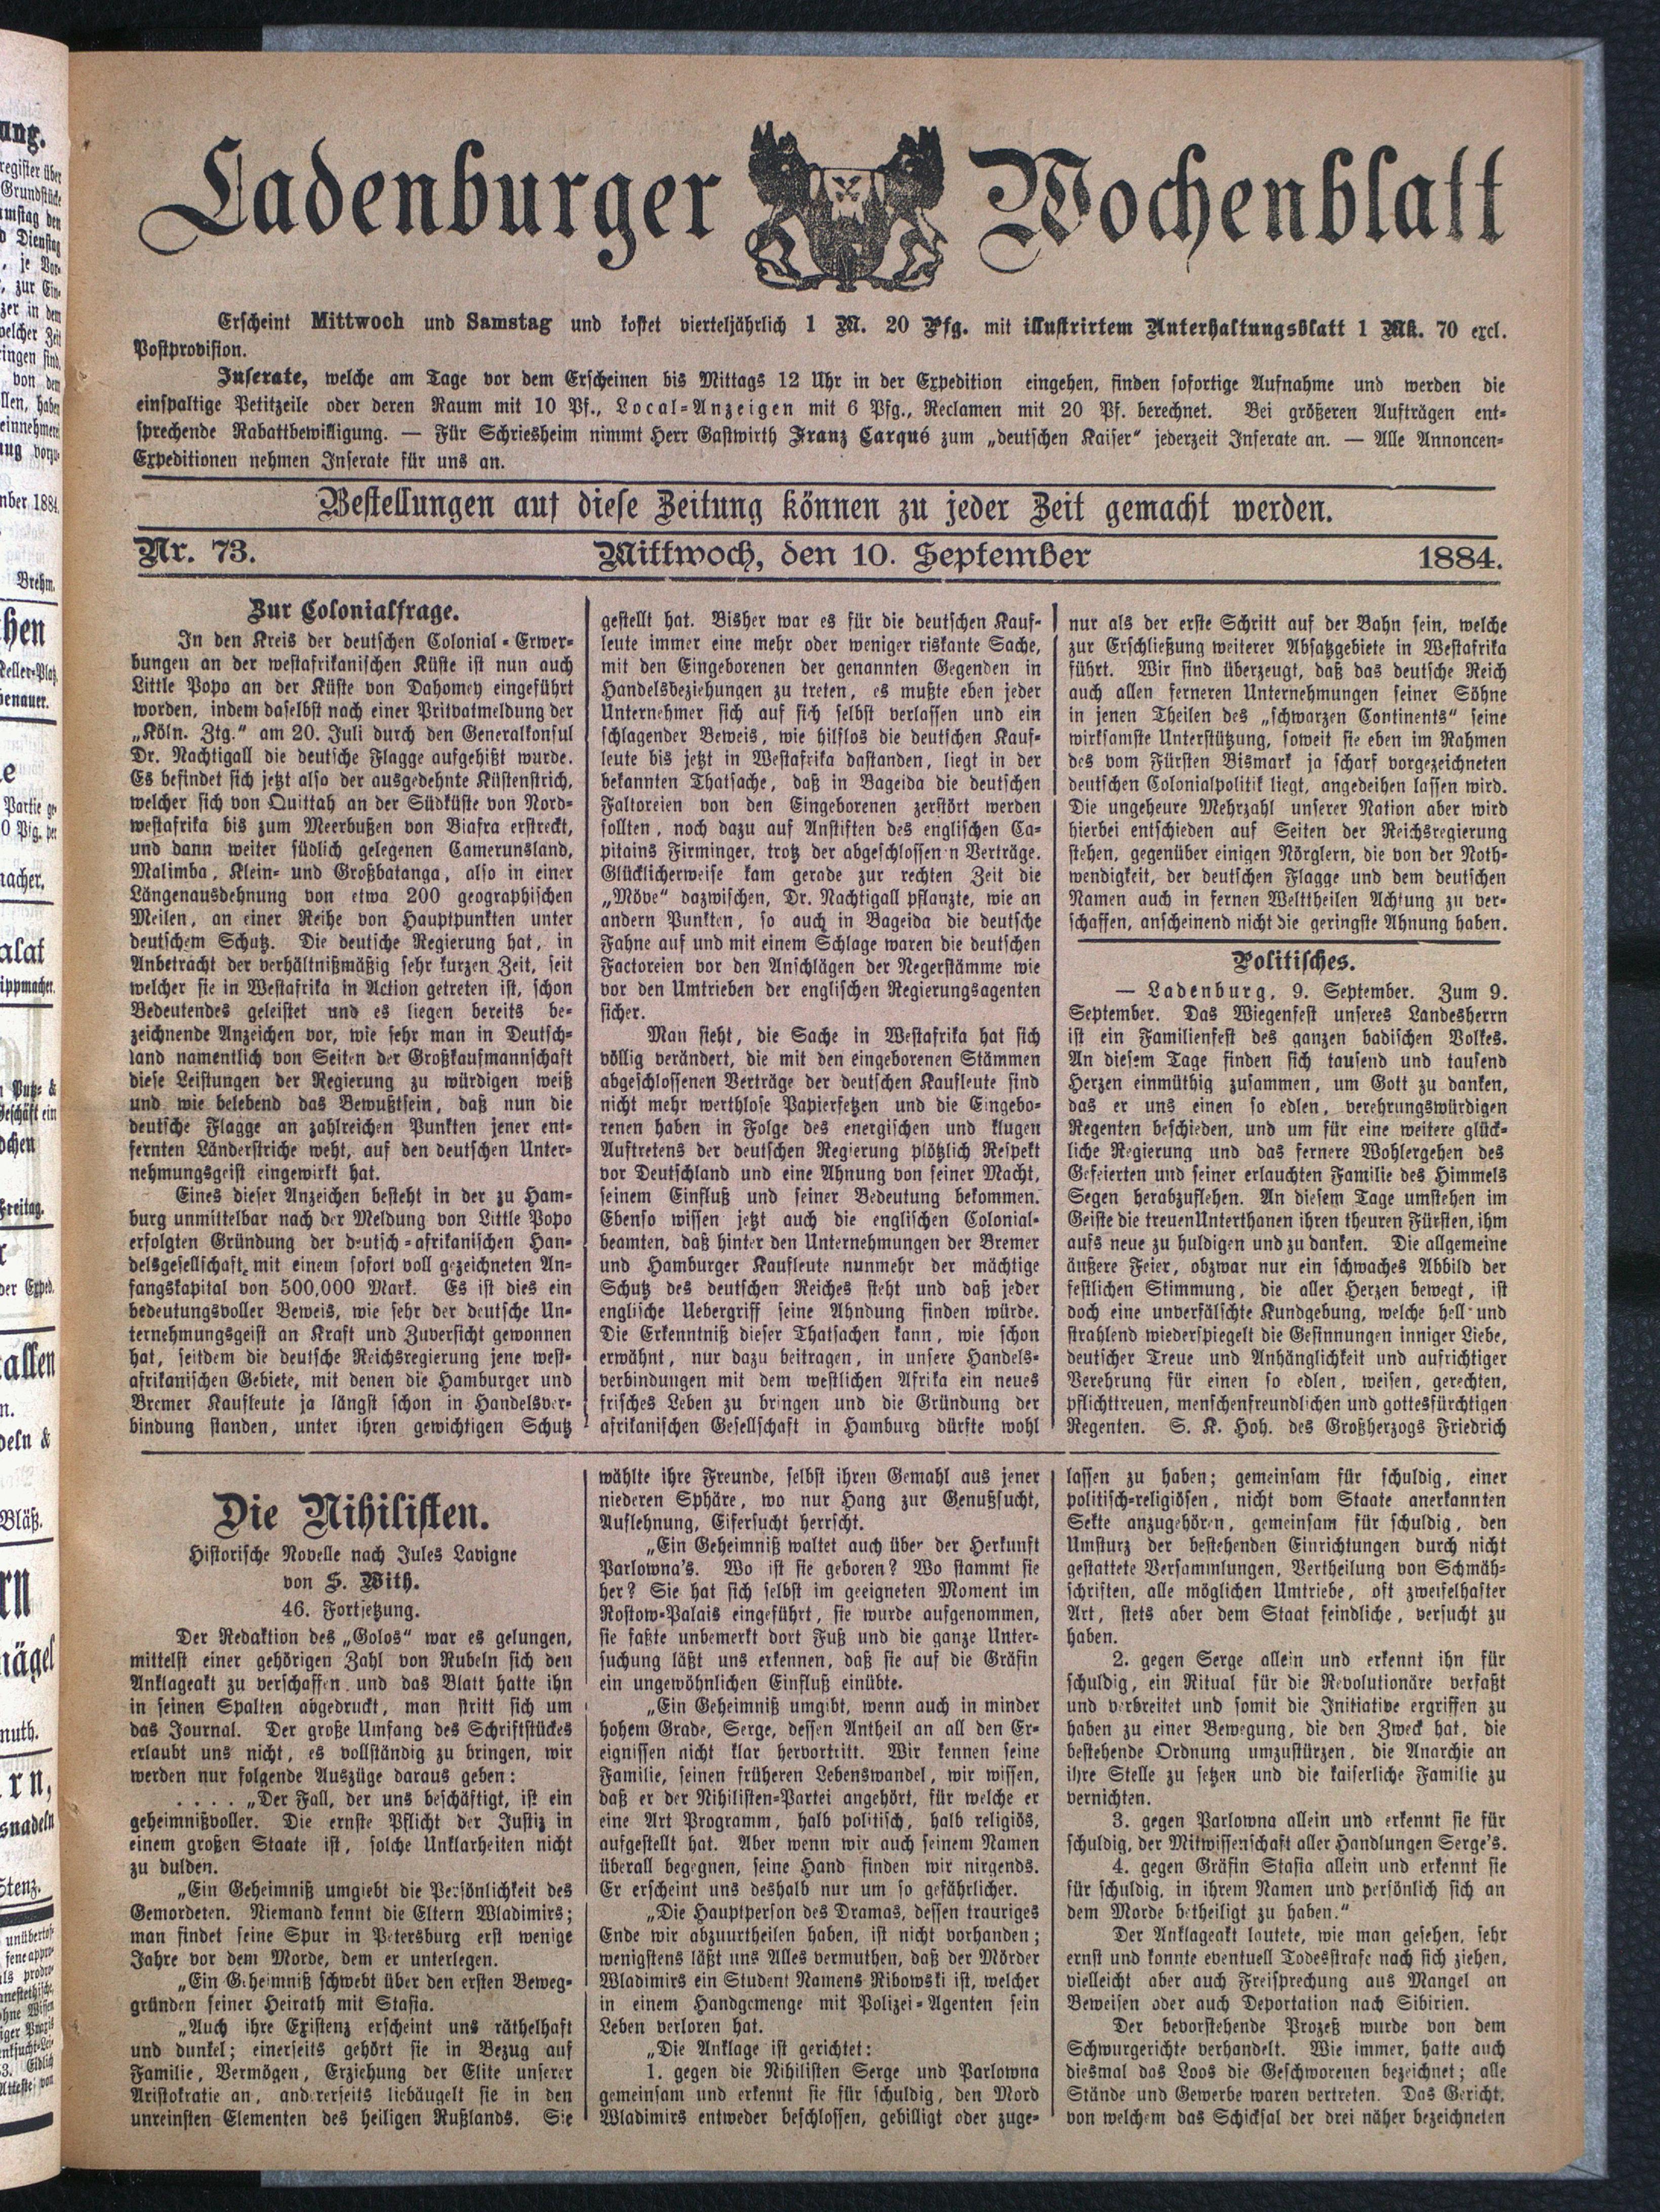 Ladenburger Wochenblatt
Erscheint Mittwoch und Samstag und kostet vierteljährlich 1 M. 20 Pfg. mit illustrirtem Unterhaltungsblatt 1 Mk. 70 excl.
Postprovision.
Inserate, welche am Tage vor dem Erscheinen bis Mittags 12 Uhr in der Expedition eingehen, finden sofortige Aufnahme und werden die
einspaltige Petitzeile oder deren Raum mit 10 Pf., Local-Anzeigen mit 6 Pfg., Reclamen mit 20 Pf. berechnet. Bei größeren Aufträgen ent-
sprechende Rabattbewilligung. — Für Schriesheim nimmt Herr Gastwirth Franz Carqué zum „deutschen Kaiser“ jederzeit Inserate an. — Alle Annoncen-
Expeditionen nehmen Inserate für uns an.
Bestellungen auf diese Zeitung können zu jeder Zeit gemacht werden.
Nr. 73. Mittwoch, den 10. September 1884.
Zur Colonialfrage.
In den Kreis der deutschen Colonial-Erwer-
bungen an der westafrikanischen Küste ist nun auch
Little Popo an der Küste von Dahomey eingeführt
worden, indem daselbst nach einer Pritvatmeldung der
„Köln. Ztg.“ am 20. Juli durch den Generalkonsul
Dr. Nachtigall die deutsche Flagge aufgehißt wurde.
Es befindet sich jetzt also der ausgedehnte Küstenstrich,
welcher sich von Quittah an der Südküste von Nord-
westafrika bis zum Meerbußen von Biafra erstreckt,
und dann weiter südlich gelegenen Camerunsland,
Malimba, Klein- und Großbatanga, also in einer
Längenausdehnung von etwa 200 geographischen
Meilen, an einer Reihe von Hauptpunkten unter
deutschem Schutz. Die deutsche Regierung hat, in
Anbetracht der verhältnißmäßig sehr kurzen Zeit, seit
welcher sie in Westafrika in Action getreten ist, schon
Bedeutendes geleistet und es liegen bereits be-
zeichnende Anzeichen vor, wie sehr man in Deutsch-
land namentlich von Seiten der Großkaufmannschaft
diese Leistungen der Regierung zu würdigen weiß
und wie belebend das Bewußtsein, daß nun die
deutsche Flagge an zahlreichen Punkten jener ent-
fernten Länderstriche weht, auf den deutschen Unter-
nehmungsgeist eingewirkt hat.
Eines dieser Anzeichen besteht in der zu Ham-
burg unmittelbar nach der Meldung von Little Popo
erfolgten Gründung der deutsch-afrikanischen Han-
delsgesellschaft mit einem sofort voll gezeichneten An-
fangskapital von 500,000 Mark. Es ist dies ein
bedeutungsvoller Beweis, wie sehr der deutsche Un-
ternehmungsgeist an Kraft und Zuversicht gewonnen
hat, seitdem die deutsche Reichsregierung jene west-
afrikanischen Gebiete, mit denen die Hamburger und
Bremer Kaufleute ja längst schon in Handelsver-
bindung standen, unter ihren gewichtigen Schutz
gestellt hat. Bisher war es für die deutschen Kauf-
leute immer eine mehr oder weniger riskante Sache,
mit den Eingeborenen der genannten Gegenden in
Handelsbeziehungen zu treten, es mußte eben jeder
Unternehmer sich auf sich selbst verlassen und ein
schlagender Beweis, wie hilflos die deutschen Kauf-
leute bis jetzt in Westafrika dastanden, liegt in der
bekannten Thatsache, daß in Bageida die deutschen
Faltoreien von den Eingeborenen zerstört werden
sollten, noch dazu auf Anstiften des englischen Ca-
pitains Firminger, trotz der abgeschlossen n Verträge.
Glücklicherweise kam gerade zur rechten Zeit die
„Möve“ dazwischen, Dr. Nachtigall pflanzte, wie an
andern Punkten, so auch in Bageida die deutsche
Fahne auf und mit einem Schlage waren die deutschen
Factoreien vor den Anschlägen der Negerstämme wie
vor den Umtrieben der englischen Regierungsagenten
sicher.
Man sieht, die Sache in Westafrika hat sich
völlig verändert, die mit den eingeborenen Stämmen
abgeschlossenen Verträge der deutschen Kaufleute sind
nicht mehr werthlose Papierfetzen und die Eingebo-
renen haben in Folge des energischen und klugen
Auftretens der deutschen Regierung plötzlich Respekt
vor Deutschland und eine Ahnung von seiner Macht,
seinem Einfluß und seiner Bedeutung bekommen.
Ebenso wissen jetzt auch die englischen Colonial-
beamten, daß hinter den Unternehmungen der Bremer
und Hamburger Kaufleute nunmehr der mächtige
Schutz des deutschen Reiches steht und daß jeder
englische Uebergriff seine Ahndung finden würde.
Die Erkenntniß dieser Thatsachen kann, wie schon
erwähnt, nur dazu beitragen, in unsere Handels-
verbindungen mit dem westlichen Afrika ein neues
frisches Leben zu bringen und die Gründung der
afrikanischen Gesellschaft in Hamburg dürfte wohl
nur als der erste Schritt auf der Bahn sein, welche
zur Erschließung weiterer Absatzgebiete in Westafrika
führt. Wir sind überzeugt, daß das deutsche Reich
auch allen ferneren Unternehmungen seiner Söhne
in jenen Theilen des „schwarzen Continents“ seine
wirksamste Unterstützung, soweit sie eben im Rahmen
des vom Fürsten Bismark ja scharf vorgezeichneten
deutschen Colonialpolitik liegt, angedeihen lassen wird.
Die ungeheure Mehrzahl unserer Nation aber wird
hierbei entschieden auf Seiten der Reichsregierung
stehen, gegenüber einigen Nörglern, die von der Noth-
wendigkeit, der deutschen Flagge und dem deutschen
Namen auch in fernen Welttheilen Achtung zu ver-
schaffen, anscheinend nicht die geringste Ahnung haben.
Politisches.
— Ladenburg, 9. September. Zum 9.
September. Das Wiegenfest unseres Landesherrn
ist ein Familienfest des ganzen badischen Volkes.
An diesem Tage finden sich tausend und tausend
Herzen einmüthig zusammen, um Gott zu danken,
das er uns einen so edlen, verehrungswürdigen
Regenten beschieden, und um für eine weitere glück-
liche Regierung und das fernere Wohlergehen des
Gefeierten und seiner erlauchten Familie des Himmels
Segen herabzuflehen. An diesem Tage umstehen im
Geiste die treuen Unterthanen ihren theuren Fürsten, ihm
aufs neue zu huldigen und zu danken. Die allgemeine
äußere Feier, obzwar nur ein schwaches Abbild der
festlichen Stimmung, die aller Herzen bewegt, ist
doch eine unverfälschte Kundgebung, welche hell und
strahlend wiederspiegelt die Gesinnungen inniger Liebe,
deutscher Treue und Anhänglichkeit und aufrichtiger
Verehrung für einen so edlen, weisen, gerechten,
pflichttreuen, menschenfreundlichen und gottesfürchtigen
Regenten. S. K. Hoh. des Großherzogs Friedrich
Die Nihilisten.
Historische Novelle nach Jules Lavigne
von S. With.
46. Fortsetzung.
Der Redaktion des „Golos“ war es gelungen,
mittelst einer gehörigen Zahl von Rubeln sich den
Anklageakt zu verschaffen und das Blatt hatte ihn
in seinen Spalten abgedruckt, man stritt sich um
das Journal. Der große Umfang des Schriftstückes
erlaubt uns nicht, es vollständig zu bringen, wir
werden nur folgende Auszüge daraus geben:
. . . . „Der Fall, der uns beschäftigt, ist ein
geheimnißvoller. Die ernste Pflicht der Justiz in
einem großen Staate ist, solche Unklarheiten nicht
zu dulden.
„Ein Geheimniß umgiebt die Persönlichkeit des
Gemordeten. Niemand kennt die Eltern Wladimirs;
man findet seine Spur in Petersburg erst wenige
Jahre vor dem Morde, dem er unterlegen.
„Ein Geheimniß schwebt über den ersten Beweg-
gründen seiner Heirath mit Stasia.
„Auch ihre Existenz erscheint uns räthelhaft
und dunkel; einerseits gehört sie in Bezug auf
Familie, Vermögen, Erziehung der Elite unserer
Aristokratie an, andererseits liebäugelt sie in den
unreinsten Elementen des heiligen Rußlands. Sie
wählte ihre Freunde, selbst ihren Gemahl aus jener
niederen Sphäre, wo nur Hang zur Genußsucht,
Auflehnung, Eifersucht herrscht.
„Ein Geheimniß waltet auch über der Herkunft
Parlowna's. Wo ist sie geboren? Wo stammt sie
her? Sie hat sich selbst im geeigneten Moment im
Rostow-Palais eingeführt, sie wurde aufgenommen,
sie faßte unbemerkt dort Fuß und die ganze Unter-
suchung läßt uns erkennen, daß sie auf die Gräfin
ein ungewöhnlichen Einfluß einübte.
„Ein Geheimniß umgibt, wenn auch in minder
hohem Grade, Serge, dessen Antheil an all den Er-
eignissen nicht klar hervortritt. Wir kennen seine
Familie, seinen früheren Lebenswandel, wir wissen,
daß er der Nihilisten-Partei angehört, für welche er
eine Art Programm, halb politisch, halb religiös,
aufgestellt hat. Aber wenn wir auch seinem Namen
überall begegnen, seine Hand finden wir nirgends.
Er erscheint uns deshalb nur um so gefährlicher.
„Die Hauptperson des Dramas, dessen trauriges
Ende wir abzuurtheilen haben, ist nicht vorhanden;
wenigstens läßt uns Alles vermuthen, daß der Mörder
Wladimirs ein Student Namens Ribowski ist, welcher
in einem Handgemenge mit Polizei-Agenten sein
Leben verloren hat.
„Die Anklage ist gerichtet:
1. gegen die Nihilisten Serge und Parlowna
gemeinsam und erkennt sie für schuldig, den Mord
Wladimirs entweder beschlossen, gebilligt oder zuge-
lassen zu haben; gemeinsam für schuldig, einer
politisch-religiösen, nicht vom Staate anerkannten
Sekte anzugehören, gemeinsam für schuldig, den
Umsturz der bestehenden Einrichtungen durch nicht
gestattete Versammlungen, Vertheilung von Schmäh-
schriften, alle möglichen Umtriebe, oft zweifelhafter
Art, stets aber dem Staat feindliche, versucht zu
haben.
2. gegen Serge allein und erkennt ihn für
schuldig, ein Ritual für die Revolutionäre verfaßt
und verbreitet und somit die Initiative ergriffen zu
haben zu einer Bewegung, die den Zweck hat, die
bestehende Ordnung umzustürzen, die Anarchie an
ihre Stelle zu setzen und die kaiserliche Familie zu
vernichten.
3. gegen Parlowna allein und erkennt sie für
schuldig, der Mitwissenschaft aller Handlungen Serge's.
4. gegen Gräfin Stasia allein und erkennt sie
für schuldig, in ihrem Namen und persönlich sich an
dem Morde betheiligt zu haben.“
Der Anklageakt lautete, wie man gesehen, sehr
ernst und konnte eventuell Todesstrafe nach sich ziehen,
vielleicht aber auch Freisprechung aus Mangel an
Beweisen oder auch Deportation nach Sibirien.
Der bevorstehende Prozeß wurde von dem
Schwurgerichte verhandelt. Wie immer, hatte auch
diesmal das Loos die Geschworenen bezeichnet; alle
Stände und Gewerbe waren vertreten. Das Gericht,
von welchem das Schicksal der drei näher bezeichneten